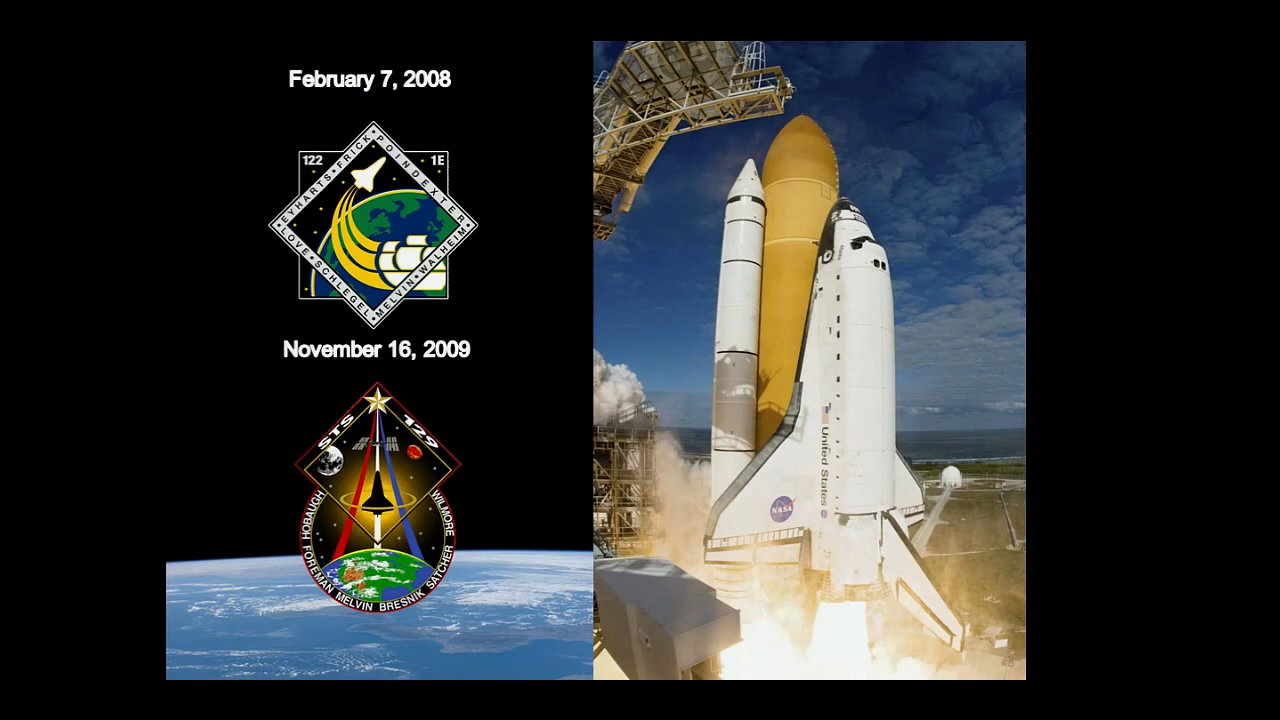 February 7, 2008
122
1E
EYHARTS • FRICK • POINDEXTER
LOVE • SCHLEGEL • MELVIN • WALHEIM
November 16, 2009
STS 129
HOBAUGH
WILMORE
FOREMAN MELVIN BRESNIK SATCHER
United States
NASA